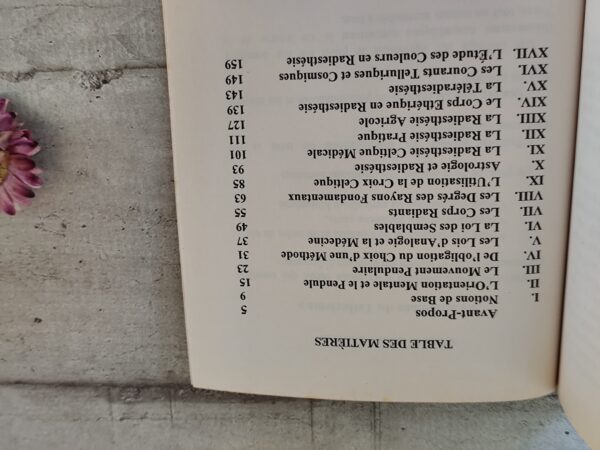 TABLE DES MATIÈRES
Avant-Propos 5
I. Notions de Base 9
II. L'Orientation Mentale et le Pendule 15
III. Le Mouvement Pendulaire 23
IV. De l'obligation du Choix d'une Méthode 31
V. Les Lois d'Analogie et la Médecine 37
VI. La Loi des Semblables 49
VII. Les Corps Radiants 55
VIII. Les Degrés des Rayons Fondamentaux 63
IX. L'Utilisation de la Croix Celtique 85
X. Astrologie et Radiesthésie 93
XI. La Radiesthésie Celtique Médicale 101
XII. La Radiesthésie Pratique 111
XIII. La Radiesthésie Agricole 127
XIV. Le Corps Ethérique en Radiesthésie 139
XV. La Téléradiesthésie 143
XVI. Les Courants Telluriques et Cosmiques 149
XVII. L'Étude des Couleurs en Radiesthésie 159